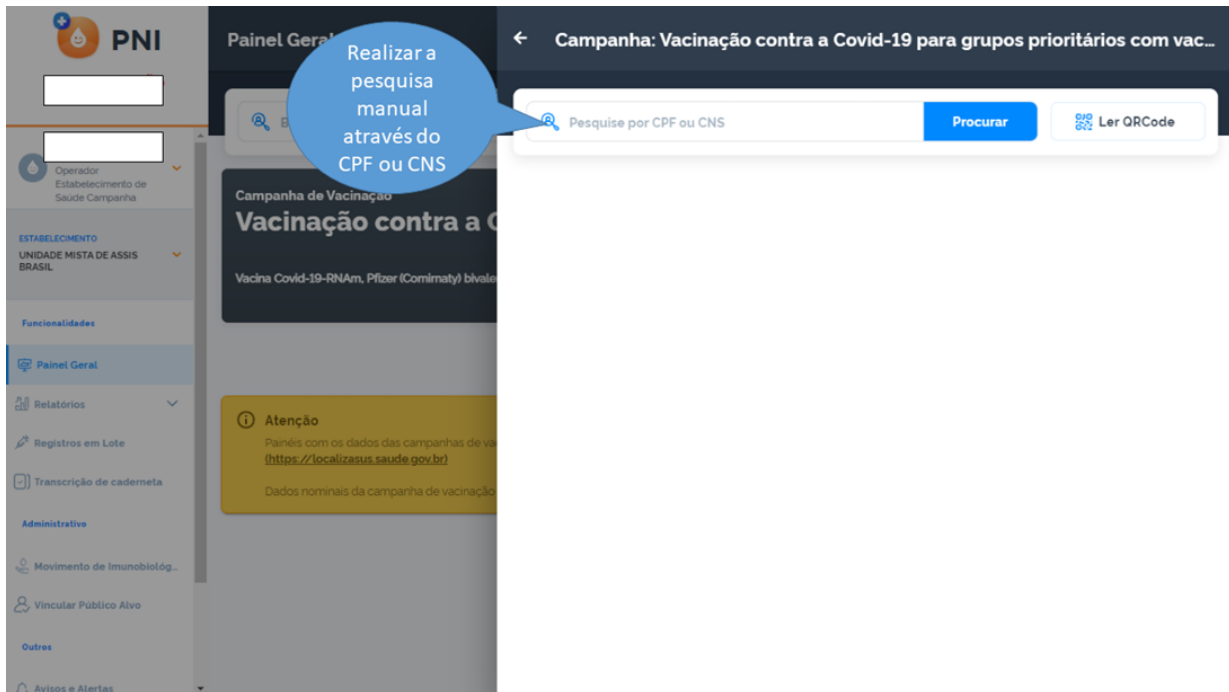 PNI
Operador
Estabelecimento de
Saúde Campanha
ESTABELECIMENTO
UNIDADE MISTA DE ASSIS
BRASIL
Funcionalidades
Painel Geral
Relatórios
Registros em Lote
Transcrição de caderneta
Administrativo
Movimento de Imunobiológ...
Vincular Público Alvo
Outros
Avisos e Alertas
Painel Geral
Realizar a
pesquisa
manual
através do
CPF ou CNS
Campanha de Vacinação
Vacinação contra a C
Vacina Covid-19-RNAm, Pfizer (Comirnaty) bivale
Atenção
Painéis com os dados das campanhas de va
(https://localizasus.saude.gov.br)
Dados nominais da campanha de vacinação
Campanha: Vacinação contra a Covid-19 para grupos prioritários com vac...
Pesquise por CPF ou CNS
Procurar
Ler QRCode